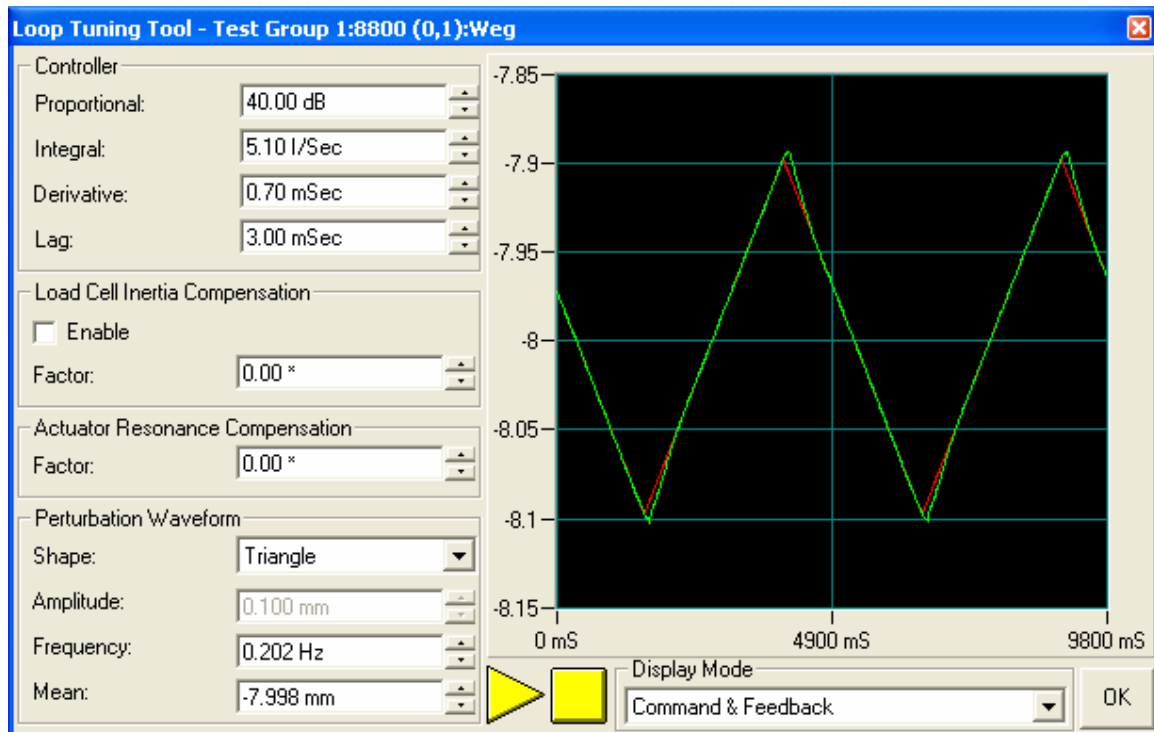 Loop Tuning Tool - Test Group 1:8800 (0,1):Weg
Controller
Proportional: 40.00 dB
Integral: 5.10 I/Sec
Derivative: 0.70 mSec
Lag: 3.00 mSec
Load Cell Inertia Compensation
Enable
Factor: 0.00 *
Actuator Resonance Compensation
Factor: 0.00 *
Perturbation Waveform
Shape: Triangle
Amplitude: 0.100 mm
Frequency: 0.202 Hz
Mean: -7.998 mm
-7.85
-7.9
-7.95
-8
-8.05
-8.1
-8.15
0 mS 4900 mS 9800 mS
Display Mode
Command & Feedback
OK